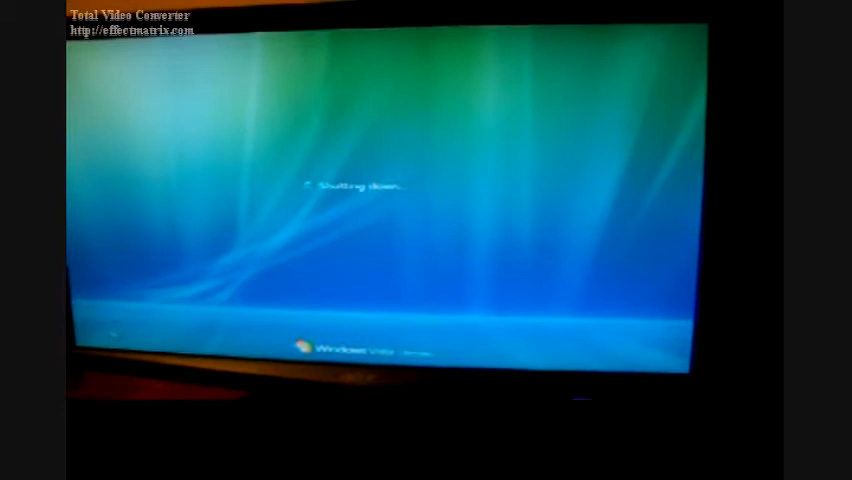 Total Video Converter
http://effectmatrix.com
Shutting down...
Windows Vista